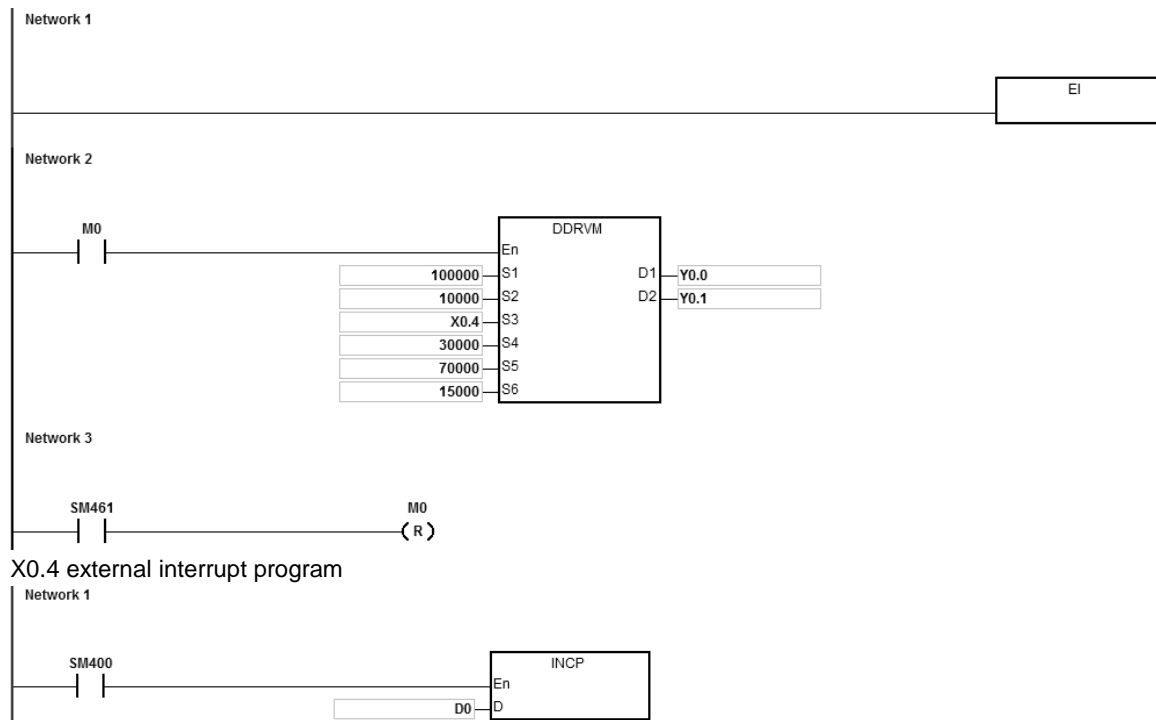 Network 1
EI
Network 2
M0
DDRVM
En
100000 S1 D1 Y0.0
10000 S2 D2 Y0.1
X0.4 S3
30000 S4
70000 S5
15000 S6
Network 3
SM461 M0
( R )
X0.4 external interrupt program
Network 1
SM400 INCP
En
D0 D